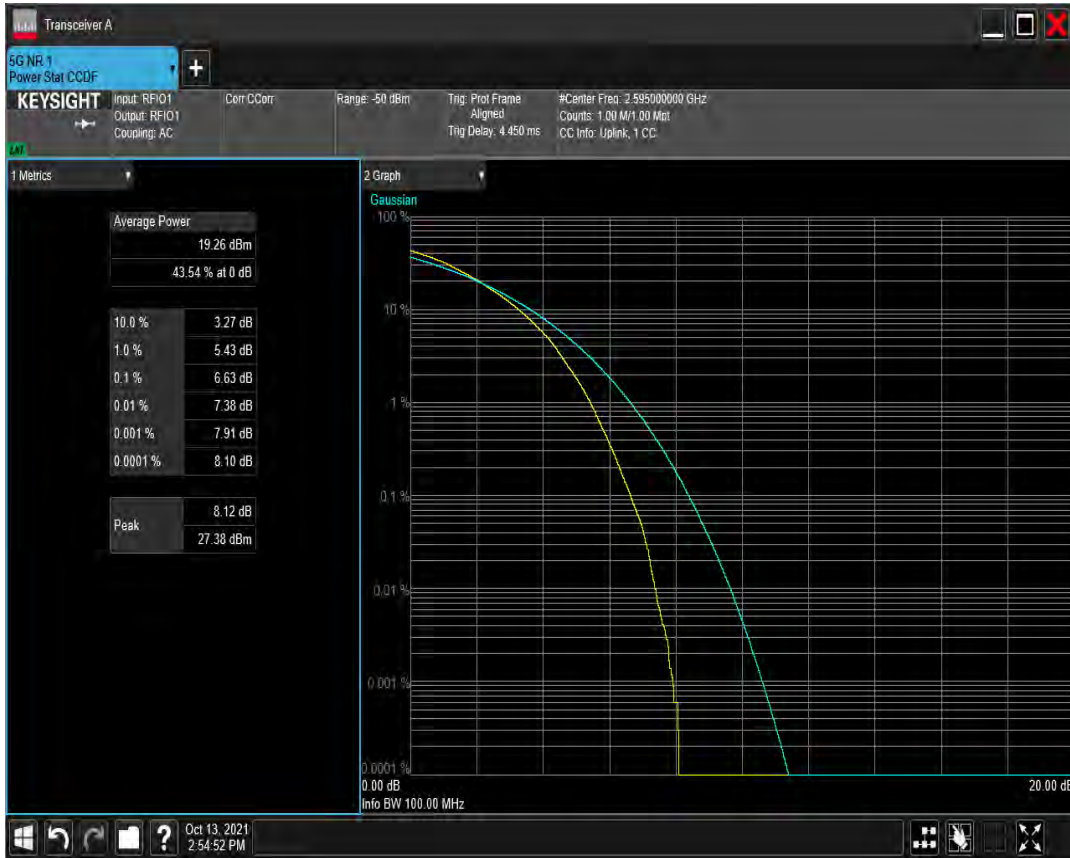 Transceiver A
5G NR 1
Power Stat CCDF
+
KEYSIGHT
Input: RFIO1
Output: RFIO1
Coupling: AC
Corr CCorr
Range: -50 dBm
Trig: Prot Frame
Aligned
Trig Delay: 4.450 ms
#Center Freq: 2.595000000 GHz
Counts: 1.00 M/1.00 Mpt
CC Info: Uplink, 1 CC
1 Metrics
Average Power
19.26 dBm
43.54 % at 0 dB
10.0 % 3.27 dB
1.0 % 5.43 dB
0.1 % 6.63 dB
0.01 % 7.38 dB
0.001 % 7.91 dB
0.0001 % 8.10 dB
Peak
8.12 dB
27.38 dBm
2 Graph
Gaussian
100 %
10 %
1 %
0.1 %
0.01 %
0.001 %
0.0001 %
0.00 dB 20.00 dB
Info BW 100.00 MHz
?
Oct 13, 2021
2:54:52 PM